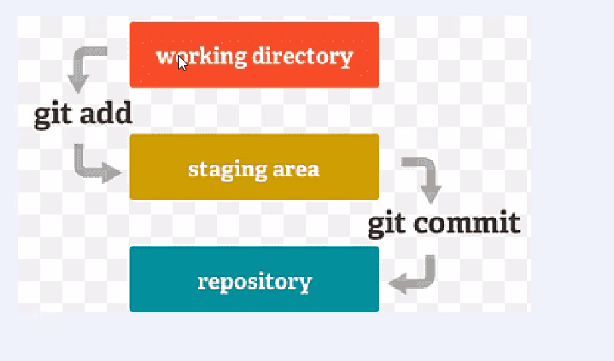 working directory
git add
staging area
git commit
repository